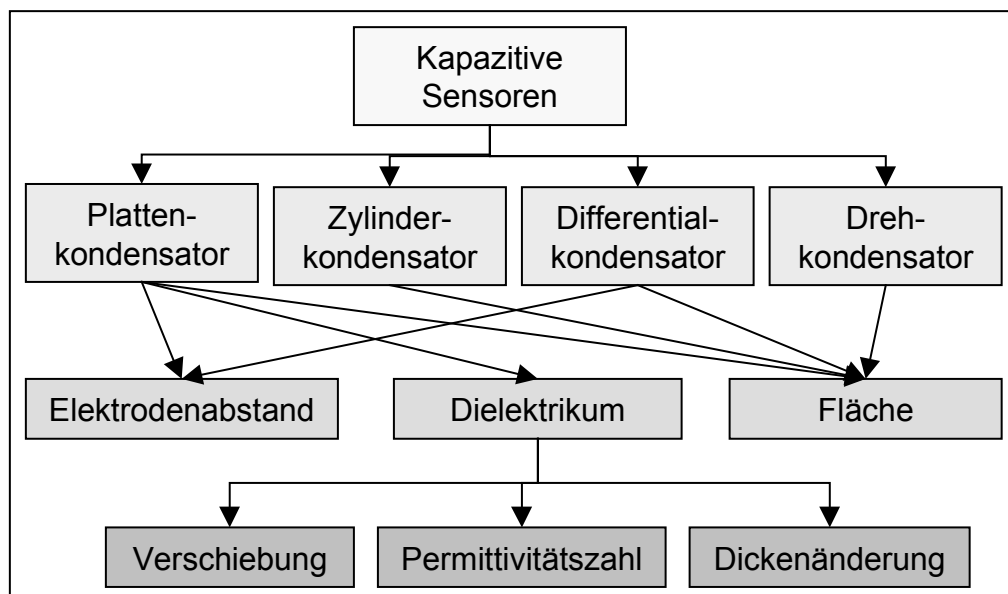 Kapazitive
Sensoren
Platten-
kondensator
Zylinder-
kondensator
Differential-
kondensator
Dreh-
kondensator
Elektrodenabstand
Dielektrikum
Fläche
Verschiebung
Permittivitätszahl
Dickenänderung